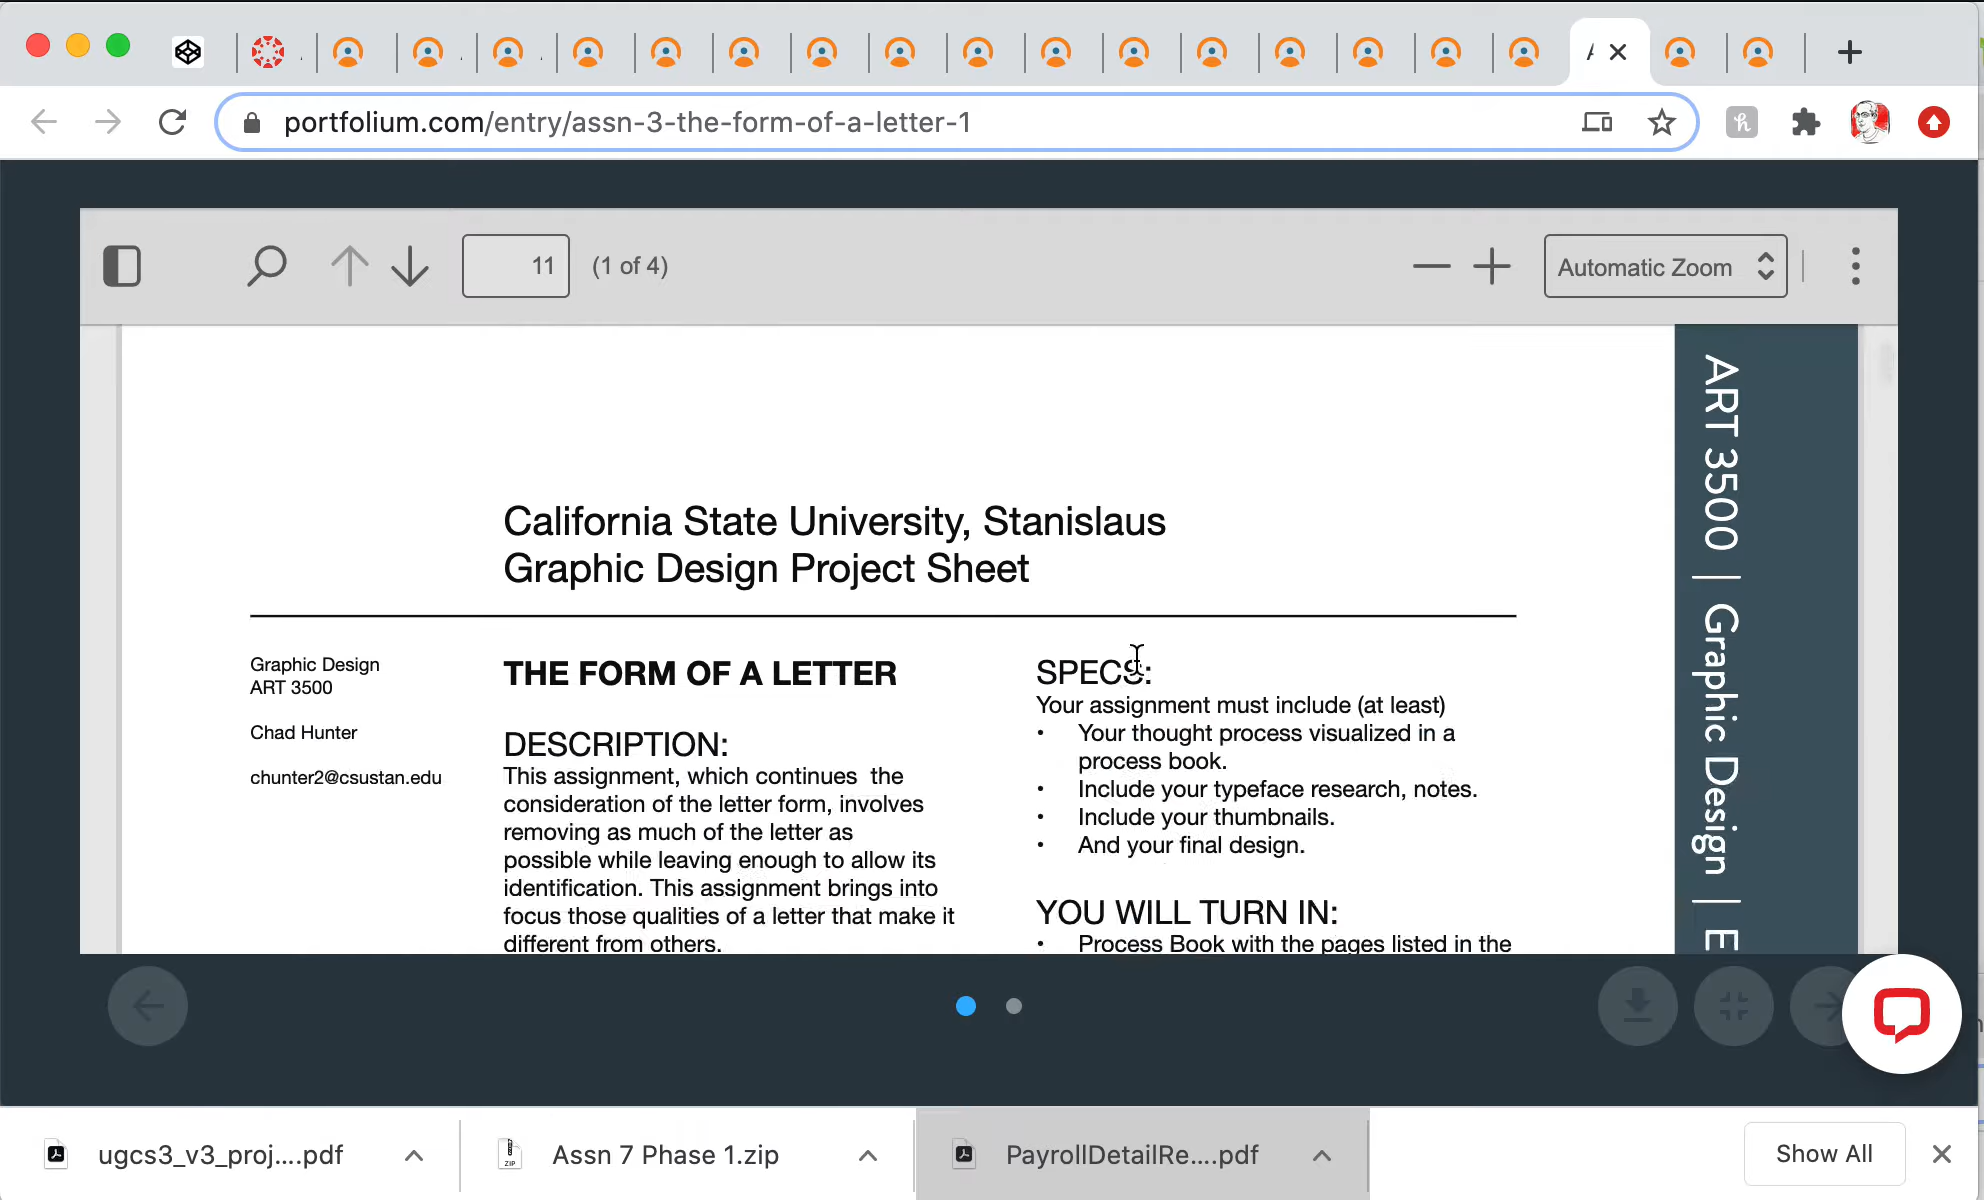 portfolium.com/entry/assn-3-the-form-of-a-letter-1
11 (1 of 4)
Automatic Zoom
California State University, Stanislaus
Graphic Design Project Sheet
Graphic Design
ART 3500
Chad Hunter
chunter2@csustan.edu
THE FORM OF A LETTER
DESCRIPTION:
This assignment, which continues  the
consideration of the letter form, involves
removing as much of the letter as
possible while leaving enough to allow its
identification. This assignment brings into
focus those qualities of a letter that make it
different from others.
SPECS:
Your assignment must include (at least)
• Your thought process visualized in a
process book.
• Include your typeface research, notes.
• Include your thumbnails.
• And your final design.
YOU WILL TURN IN:
• Process Book with the pages listed in the
ART 3500 | Graphic Design | E
ugcs3_v3_proj....pdf
ZIP
Assn 7 Phase 1.zip
PayrollDetailRe....pdf
Show All